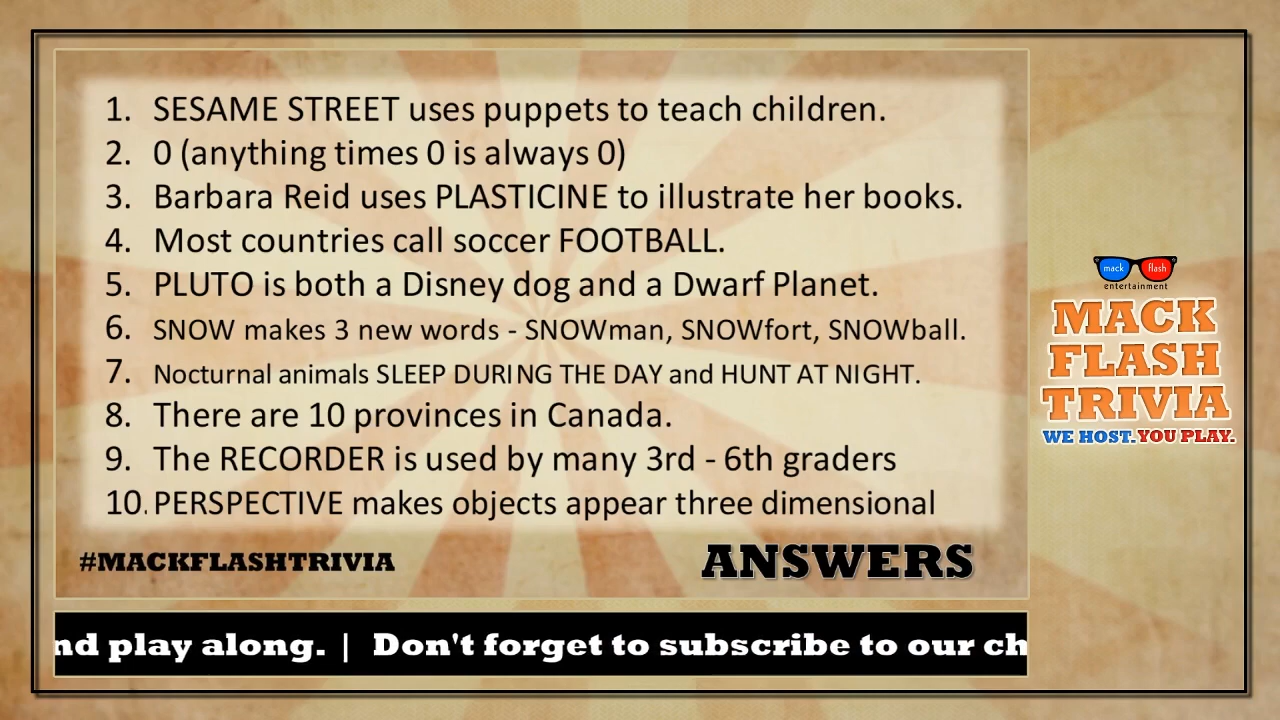 1. SESAME STREET uses puppets to teach children.
2. 0 (anything times 0 is always 0)
3. Barbara Reid uses PLASTICINE to illustrate her books.
4. Most countries call soccer FOOTBALL.
5. PLUTO is both a Disney dog and a Dwarf Planet.
6. SNOW makes 3 new words - SNOWman, SNOWfort, SNOWball.
7. Nocturnal animals SLEEP DURING THE DAY and HUNT AT NIGHT.
8. There are 10 provinces in Canada.
9. The RECORDER is used by many 3rd - 6th graders
10. PERSPECTIVE makes objects appear three dimensional
#MACKFLASHTRIVIA
ANSWERS
nd play along. | Don't forget to subscribe to our ch
mack flash
entertainment
MACK
FLASH
TRIVIA
WE HOST. YOU PLAY.